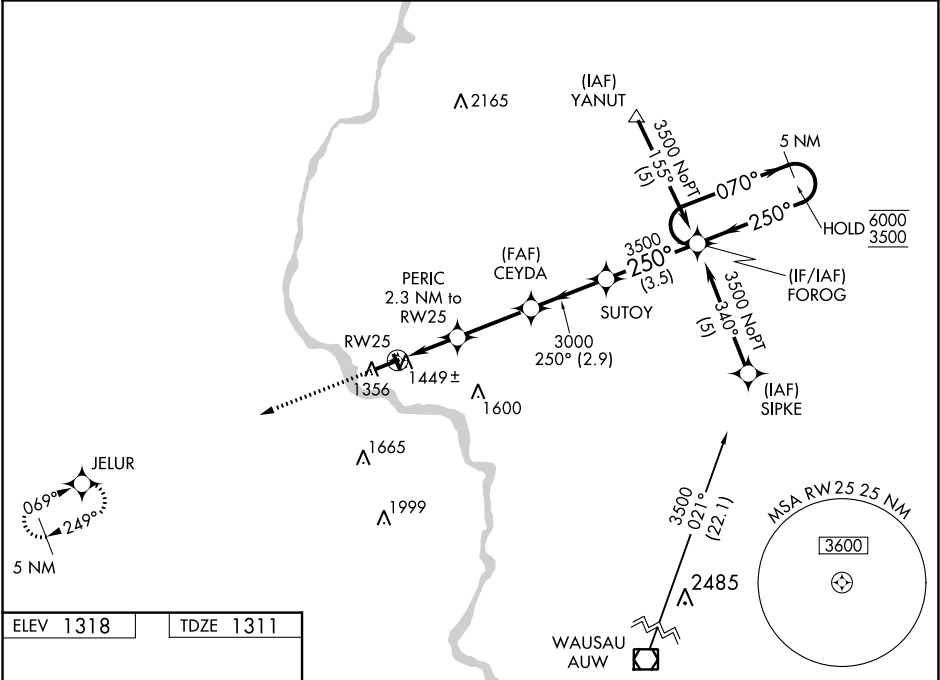 (IAF)
YANUT
2165
3500 NoPT
155°
(5)
5 NM
070°
250°
HOLD 6000
3500
(FAF)
CEYDA
3500
250°
(3.5)
(IF/IAF)
FOROG
PERIC
2.3 NM to
RW25
SUTOY
3500 NoPT
340°
(5)
RW25
3000
250° (2.9)
1356
1449±
1600
(IAF)
SIPKE
1665
JELUR
069°
249°
5 NM
1999
3500
021°
(22.1)
MSA RW25 25 NM
3600
2485
WAUSAU
AUW
ELEV 1318
TDZE 1311